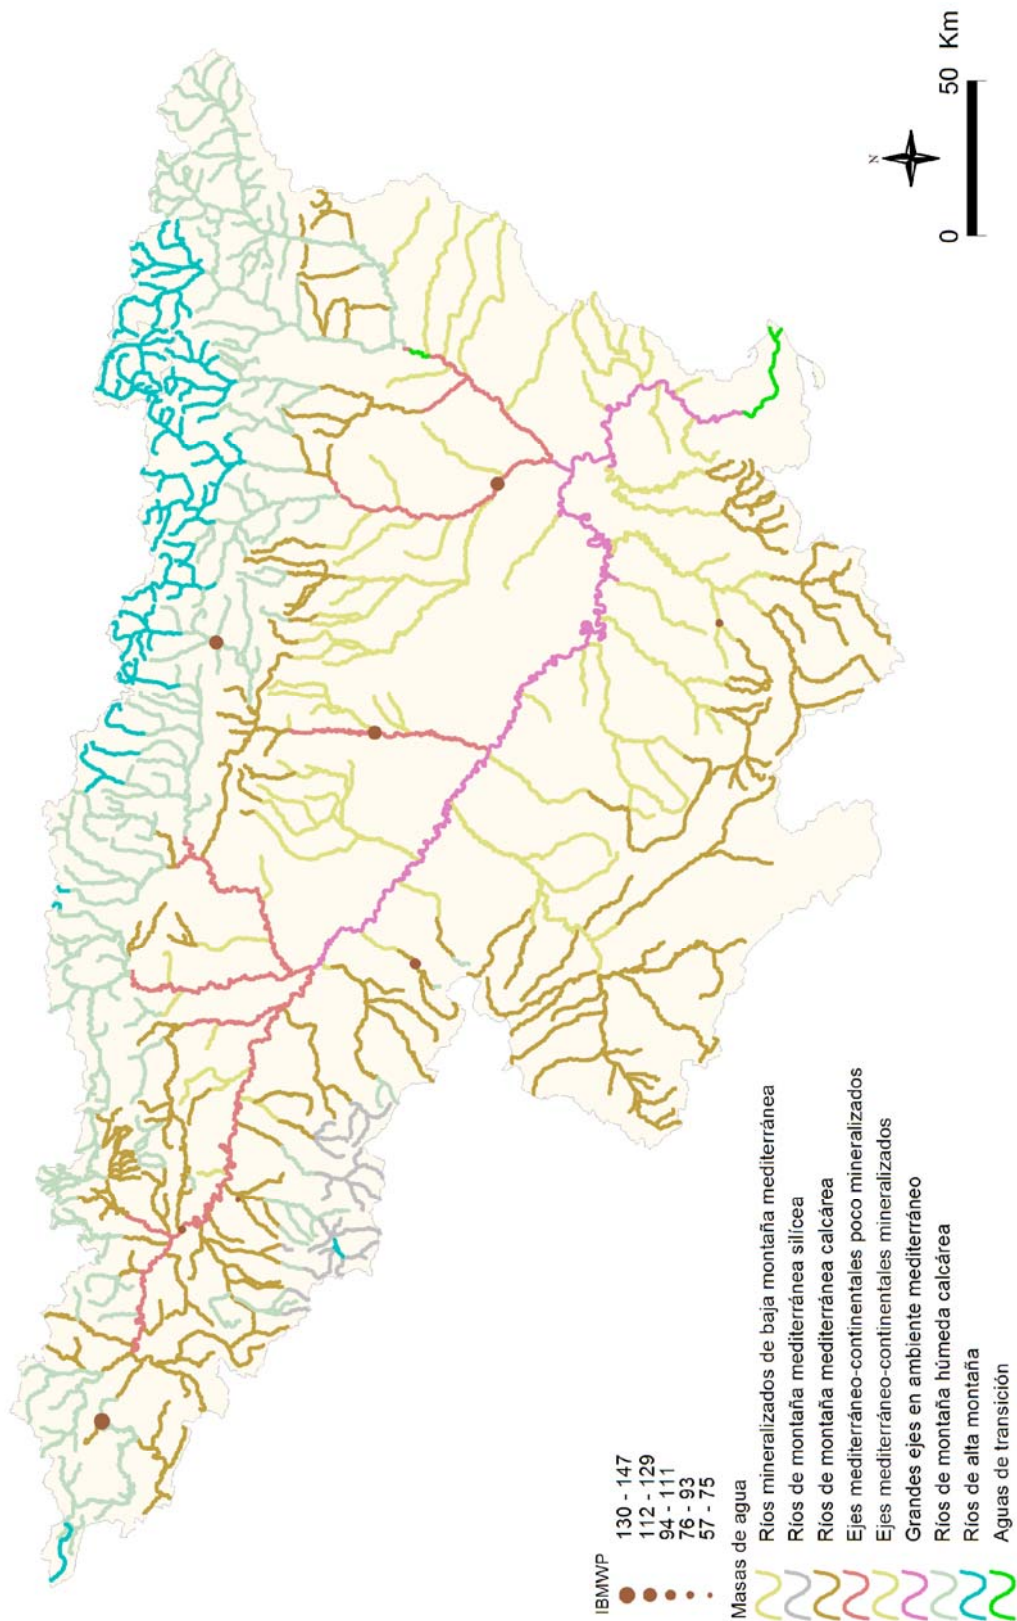 IBMWP
130 - 147
112 - 129
94 - 111
76 - 93
57 - 75
Masas de agua
Ríos mineralizados de baja montaña mediterránea
Ríos de montaña mediterránea silícea
Ríos de montaña mediterránea calcárea
Ejes mediterráneo-continentales poco mineralizados
Ejes mediterráneo-continentales mineralizados
Grandes ejes en ambiente mediterráneo
Ríos de montaña húmeda calcárea
Ríos de alta montaña
Aguas de transición
N
0 50 Km